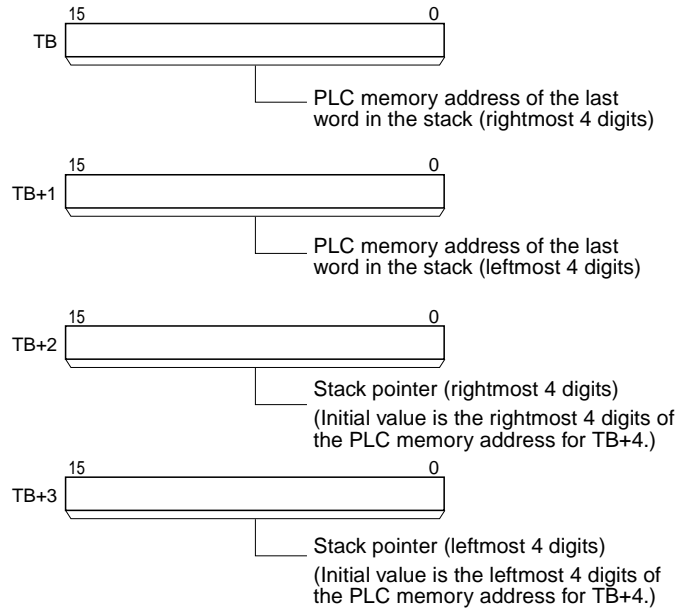 15 0
TB
PLC memory address of the last
word in the stack (rightmost 4 digits)
15 0
TB+1
PLC memory address of the last
word in the stack (leftmost 4 digits)
15 0
TB+2
Stack pointer (rightmost 4 digits)
(Initial value is the rightmost 4 digits of
the PLC memory address for TB+4.)
15 0
TB+3
Stack pointer (leftmost 4 digits)
(Initial value is the leftmost 4 digits of
the PLC memory address for TB+4.)